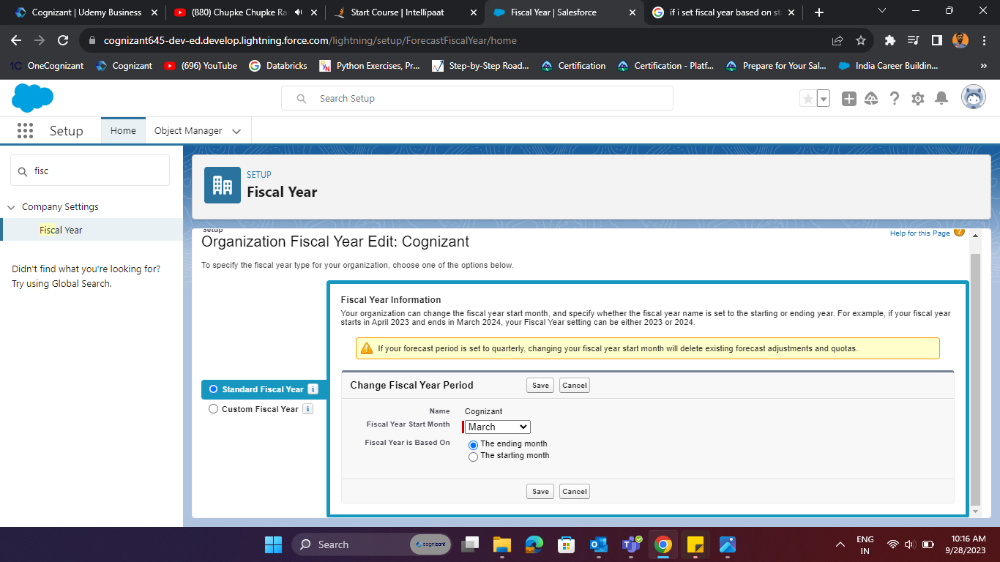 Cognizant | Udemy Business
(880) Chupke Chupke Ra
Start Course | Intellipaat
Fiscal Year | Salesforce
if i set fiscal year based on st
cognizant645-dev-ed.develop.lightning.force.com/lightning/setup/ForecastFiscalYear/home
1C OneCognizant
Cognizant
(696) YouTube
Databricks
Python Exercises, Pr...
Step-by-Step Road...
Certification
Certification - Platf...
Prepare for Your Sal...
India Career Buildin...
»
Search Setup
Setup
Home
Object Manager
fisc
Company Settings
Fiscal Year
Didn't find what you're looking for?
Try using Global Search.
SETUP
Fiscal Year
Setup
Organization Fiscal Year Edit: Cognizant
Help for this Page
To specify the fiscal year type for your organization, choose one of the options below.
Standard Fiscal Year i
Custom Fiscal Year i
Fiscal Year Information
Your organization can change the fiscal year start month, and specify whether the fiscal year name is set to the starting or ending year. For example, if your fiscal year
starts in April 2023 and ends in March 2024, your Fiscal Year setting can be either 2023 or 2024.
If your forecast period is set to quarterly, changing your fiscal year start month will delete existing forecast adjustments and quotas.
Change Fiscal Year Period
Save
Cancel
Name Cognizant
Fiscal Year Start Month March
Fiscal Year is Based On The ending month
The starting month
Save
Cancel
Search
cognizant
ENG
IN
10:16 AM
9/28/2023